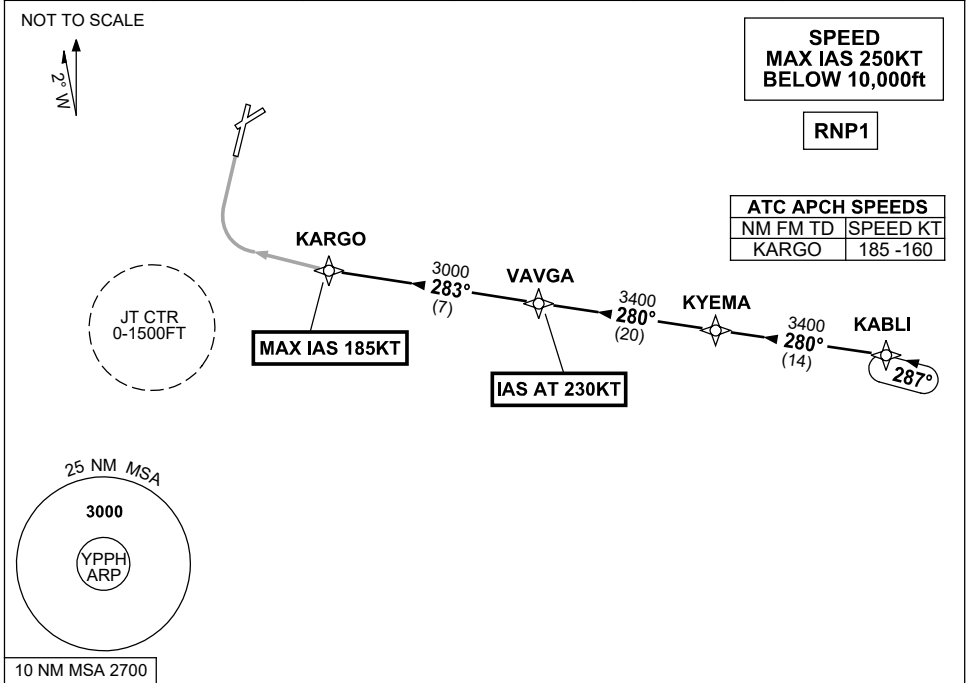 NOT TO SCALE
2° W
SPEED
MAX IAS 250KT
BELOW 10,000ft
RNP1
ATC APCH SPEEDS
NM FM TD SPEED KT
KARGO 185 -160
KARGO
3000
283°
(7)
VAVGA
3400
280°
(20)
KYEMA
3400
280°
(14)
KABLI
287°
JT CTR
0-1500FT
MAX IAS 185KT
IAS AT 230KT
25 NM MSA
3000
YPPH
ARP
10 NM MSA 2700